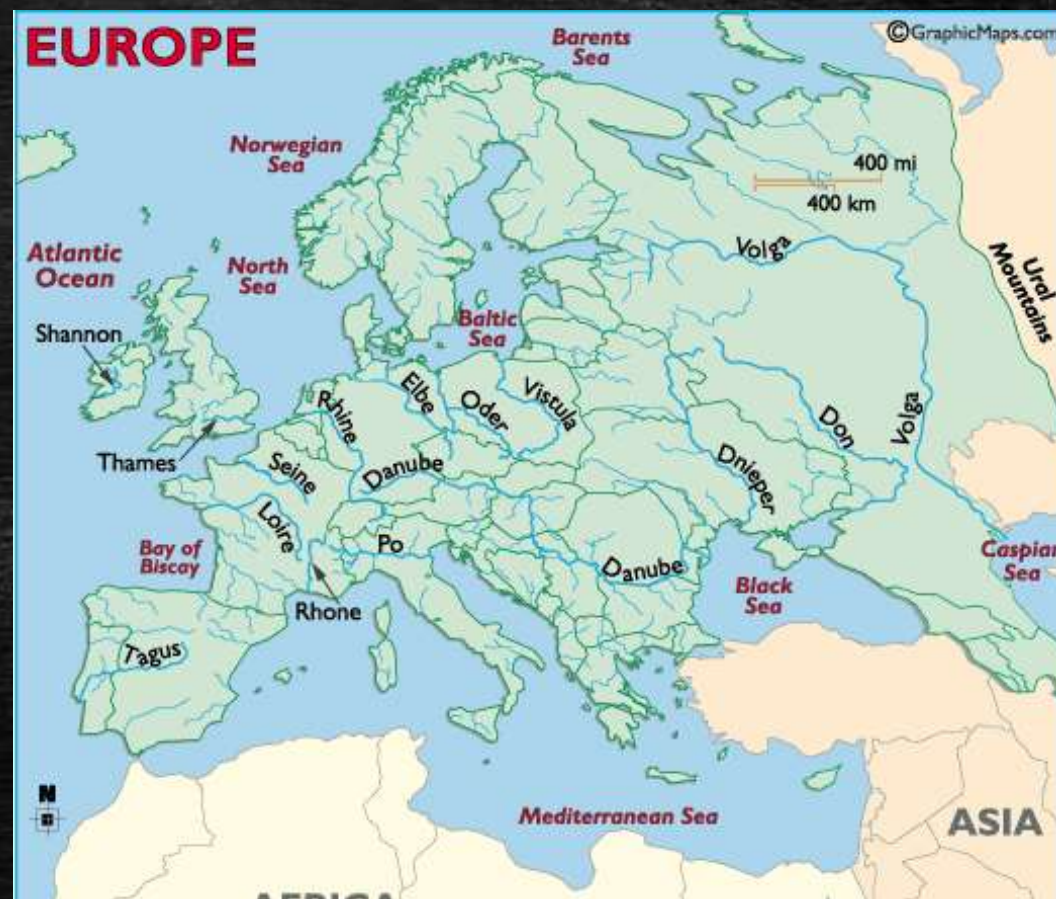 EUROPE
©GraphicMaps.com
Barents
Sea
Norwegian
Sea
400 mi
400 km
Atlantic
Ocean
North
Sea
Volga
Ural
Mountains
Shannon
Baltic
Sea
Thames
Rhine
Elbe
Oder
Vistula
Don
Volga
Dnieper
Seine
Danube
Loire
Bay of
Biscay
Po
Rhone
Danube
Black
Sea
Caspian
Sea
Tagus
N
Mediterranean Sea
ASIA
AFRICA